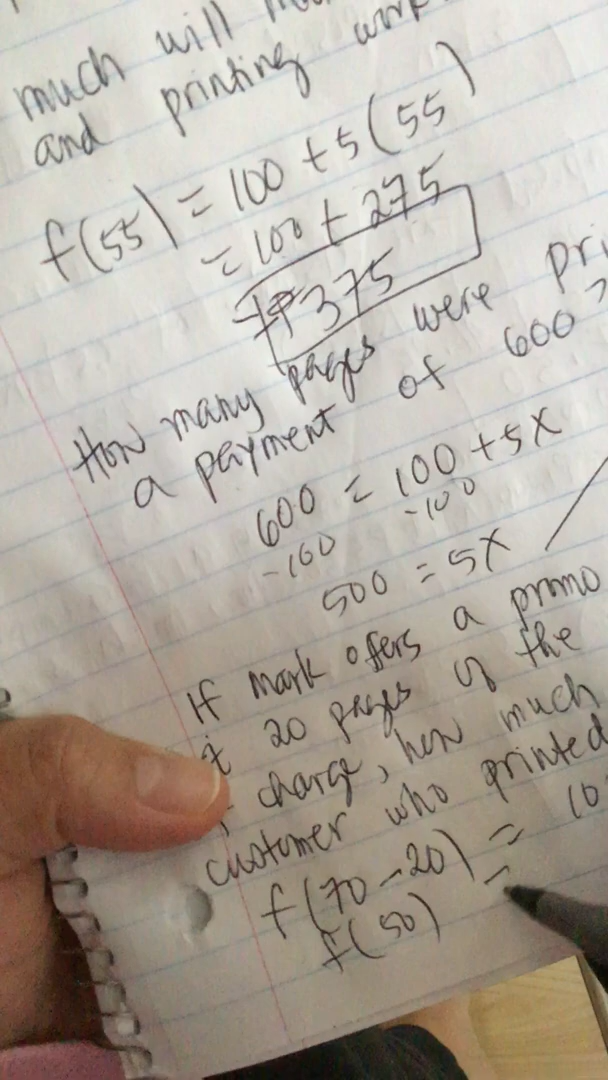 much will
and printing work
f(55) = 100 + 5(55)
= 100 + 275
₱375
How many pages were
a payment of 600?
600 = 100 + 5x
-100 -100
500 = 5x
If Mark offers a promo
20 pages of the
charge, how much
customer who printed
f(70-20) = 10
f(50) =